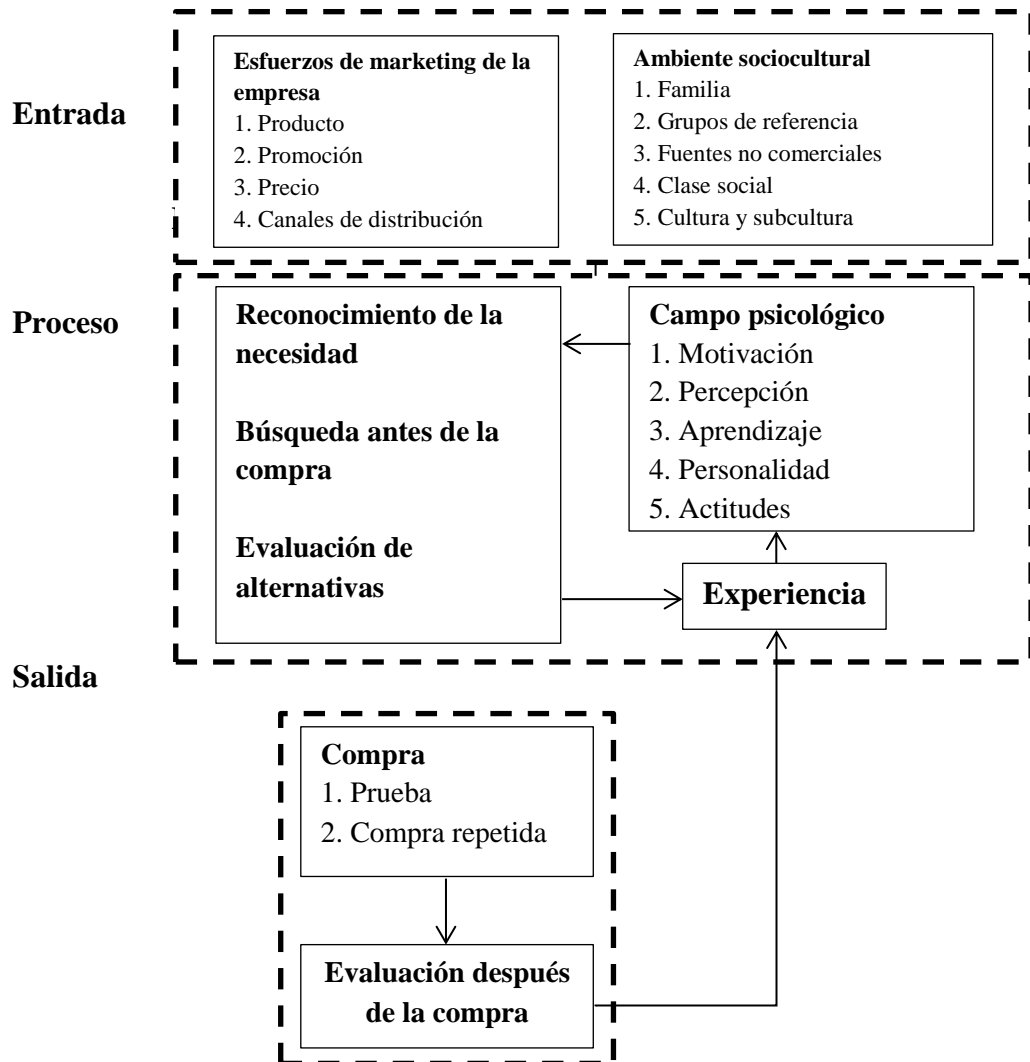 Entrada
Esfuerzos de marketing de la
empresa
1. Producto
2. Promoción
3. Precio
4. Canales de distribución
Ambiente sociocultural
1. Familia
2. Grupos de referencia
3. Fuentes no comerciales
4. Clase social
5. Cultura y subcultura
Proceso
Reconocimiento de la
necesidad
Búsqueda antes de la
compra
Evaluación de
alternativas
Campo psicológico
1. Motivación
2. Percepción
3. Aprendizaje
4. Personalidad
5. Actitudes
Experiencia
Salida
Compra
1. Prueba
2. Compra repetida
Evaluación después
de la compra